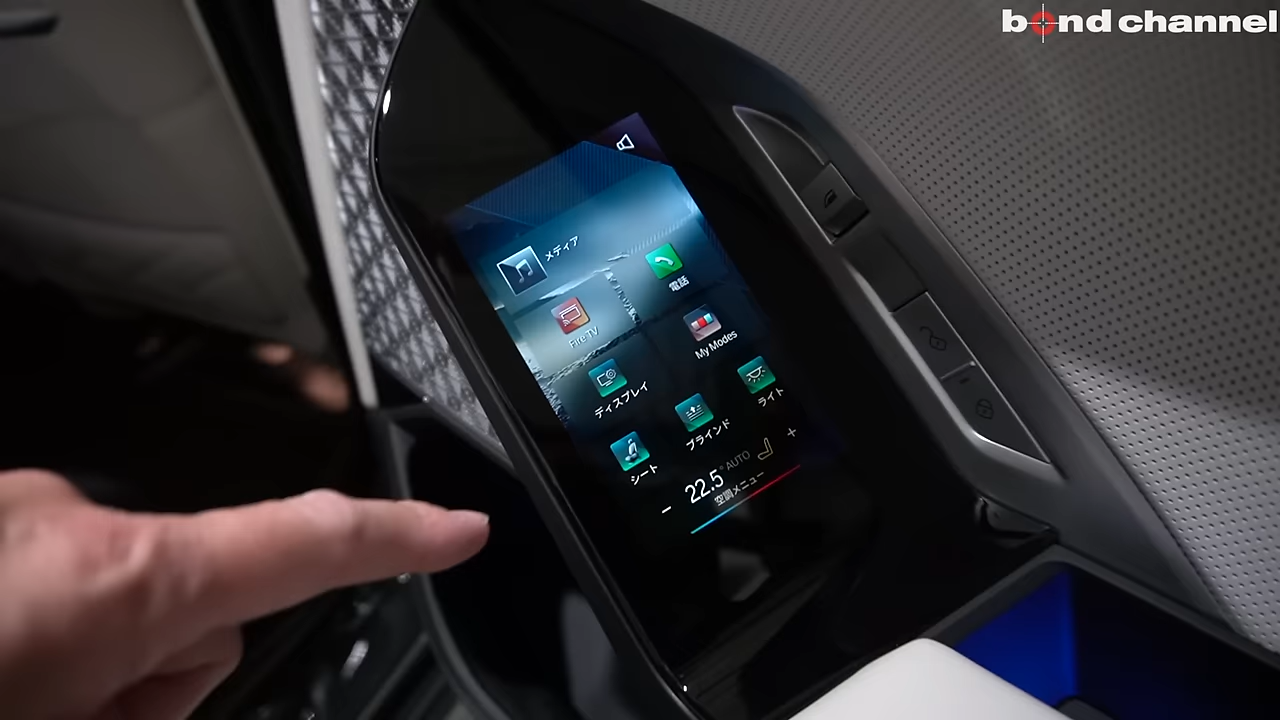 bond channel
メディア
電話
Fire TV
My Modes
ディスプレイ
ブラインド
ライト
シート
22.5° AUTO
− +
空調メニュー